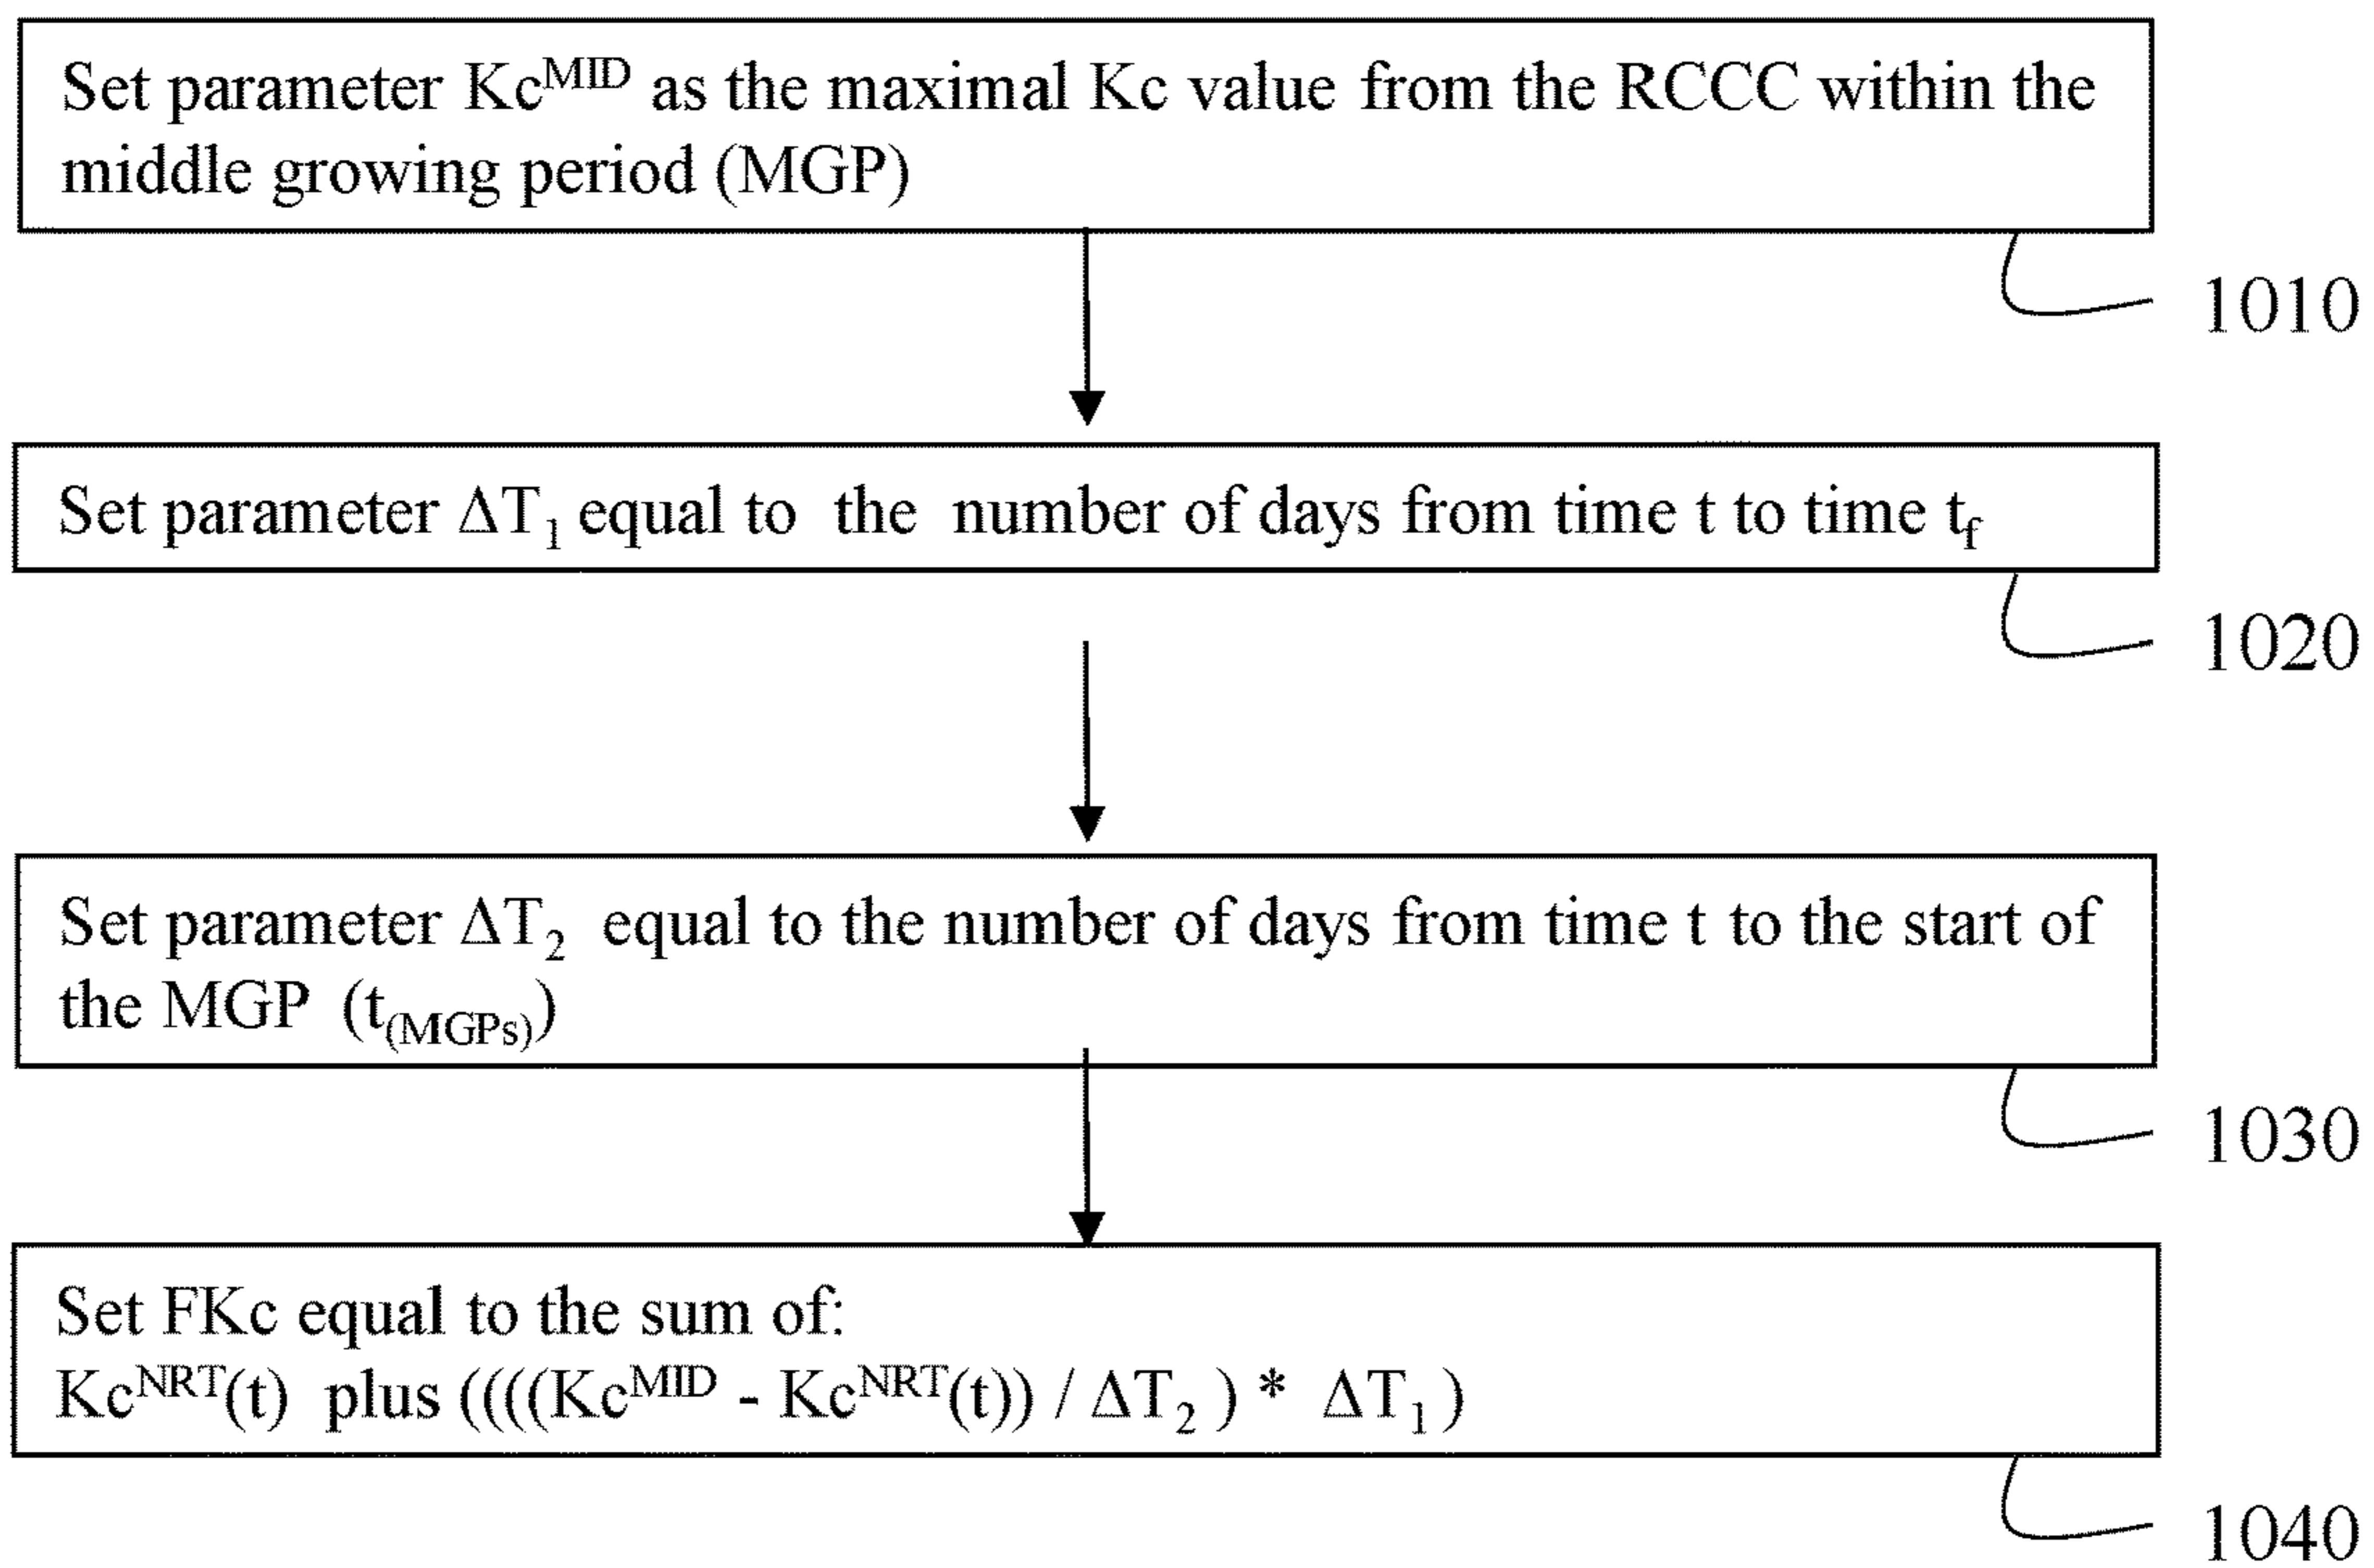 Set parameter Kc^MID as the maximal Kc value from the RCCC within the
middle growing period (MGP)
1010
Set parameter ΔT₁ equal to the number of days from time t to time t_f
1020
Set parameter ΔT₂ equal to the number of days from time t to the start of
the MGP (t_(MGPs))
1030
Set FKc equal to the sum of:
Kc^NRT(t) plus ((((Kc^MID - Kc^NRT(t)) / ΔT₂ ) * ΔT₁ )
1040